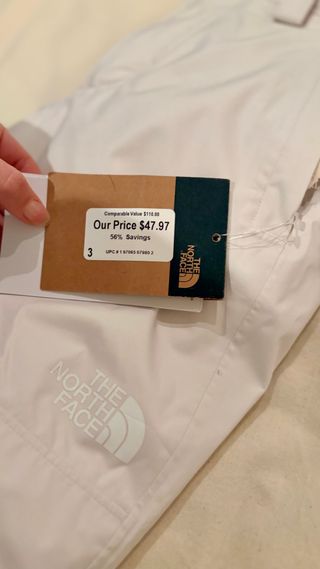 Comparable Value $110.00
Our Price $47.97
56% Savings
3
UPC # 1 97065 07980 2
THE
NORTH
FACE
THE
NORTH
FACE